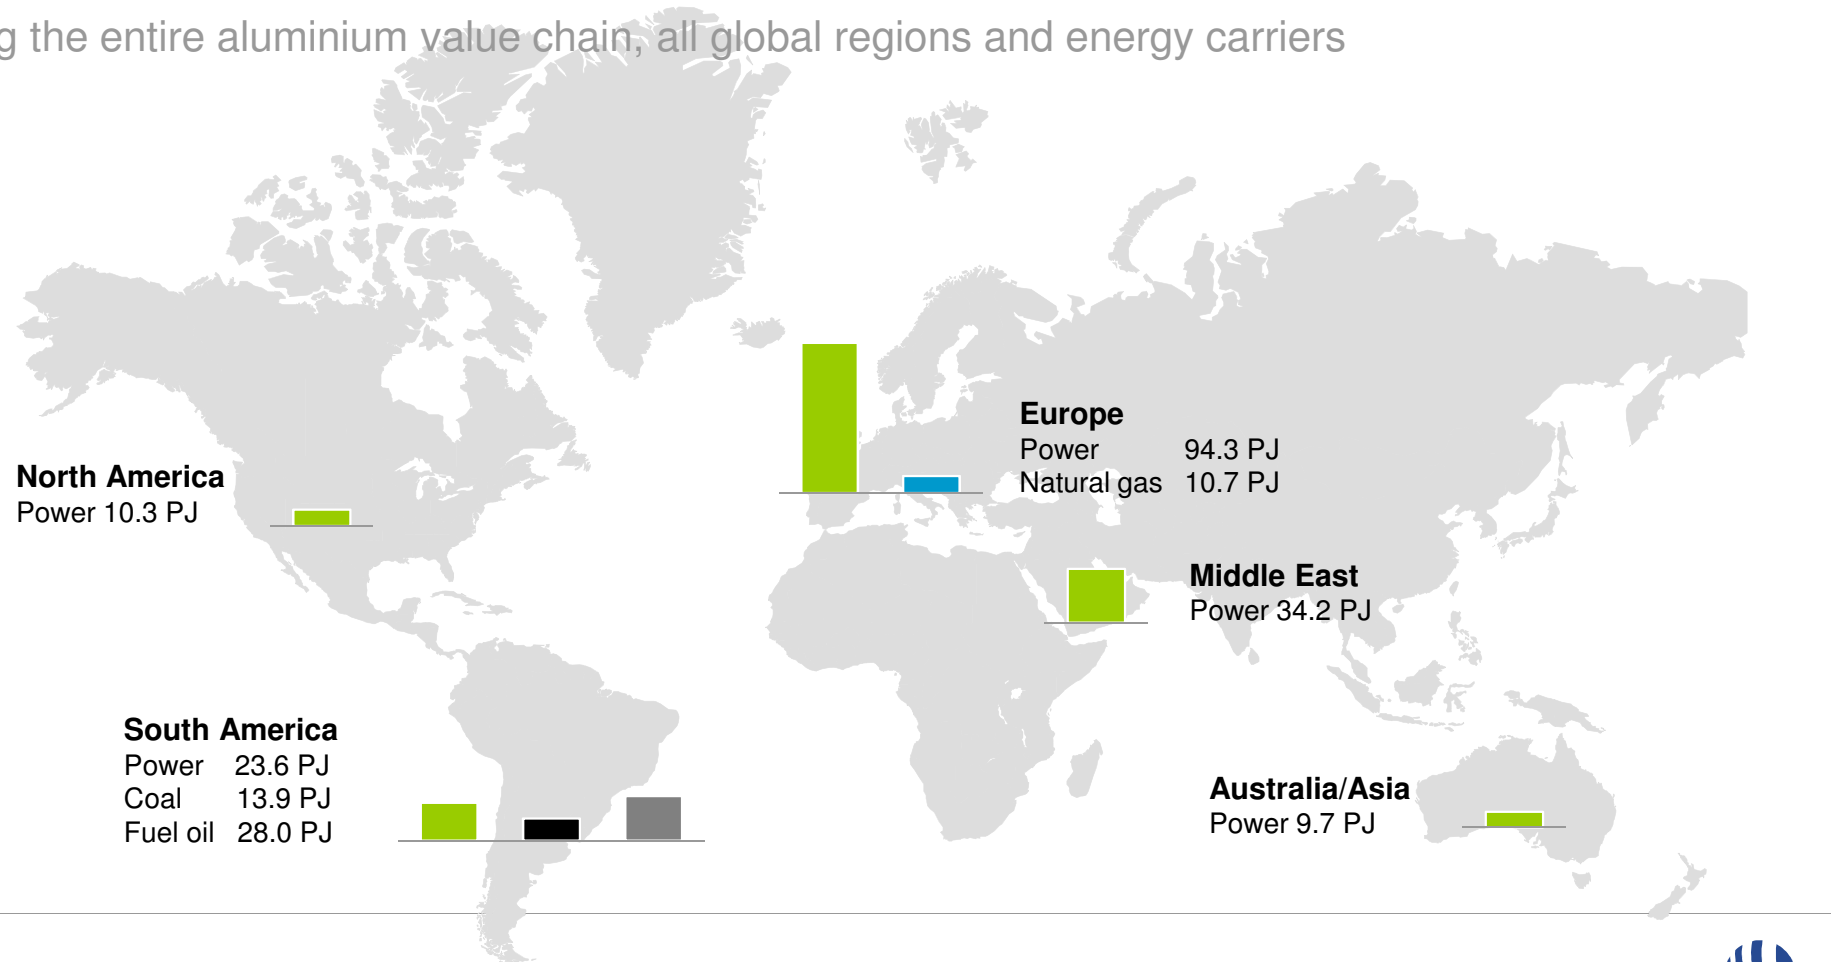 g the entire aluminium value chain, all global regions and energy carriers
North America
Power 10.3 PJ
Europe
Power 94.3 PJ
Natural gas 10.7 PJ
Middle East
Power 34.2 PJ
South America
Power 23.6 PJ
Coal 13.9 PJ
Fuel oil 28.0 PJ
Australia/Asia
Power 9.7 PJ